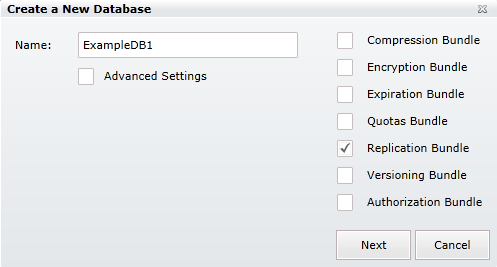 Create a New Database
Name:
ExampleDB1
Advanced Settings
Compression Bundle
Encryption Bundle
Expiration Bundle
Quotas Bundle
Replication Bundle
Versioning Bundle
Authorization Bundle
Next
Cancel